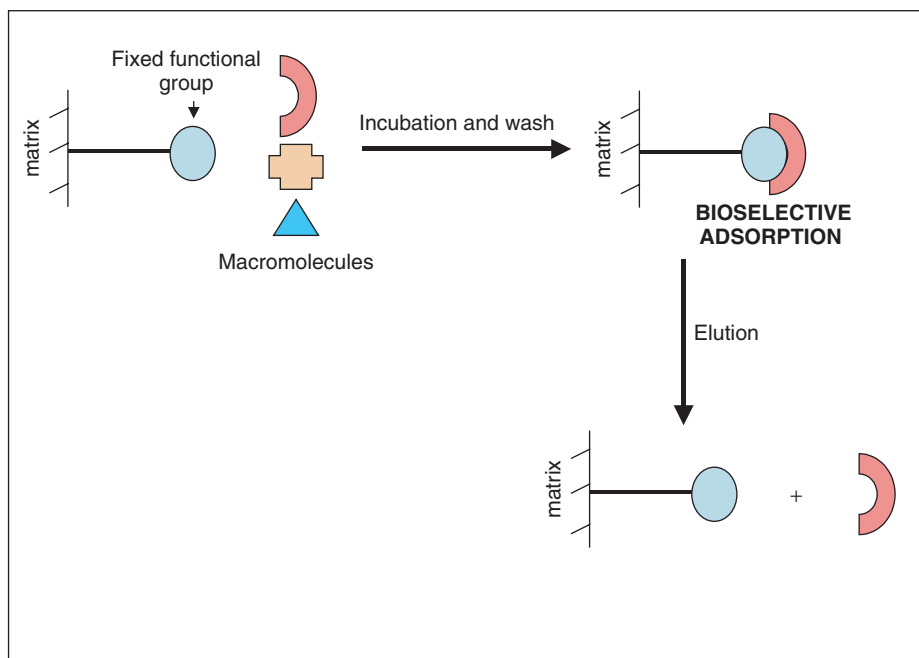 Fixed functional
group
matrix
Macromolecules
Incubation and wash
matrix
BIOSELECTIVE
ADSORPTION
Elution
matrix
+